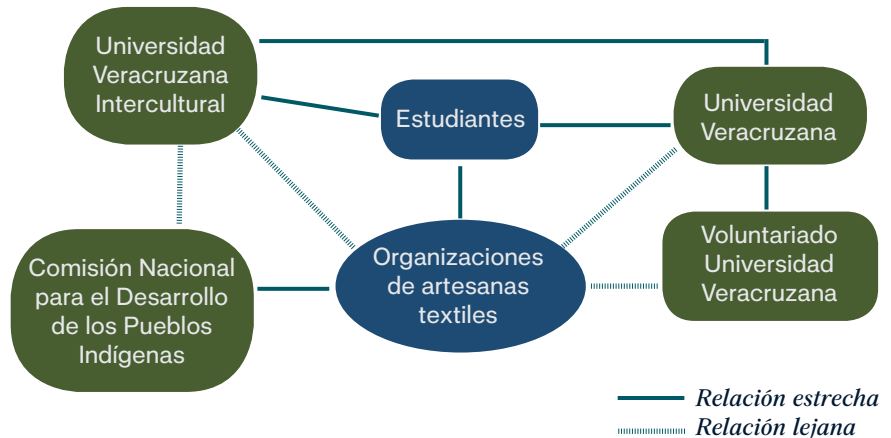 Universidad
Veracruzana
Intercultural
Estudiantes
Universidad
Veracruzana
Comisión Nacional
para el Desarrollo
de los Pueblos
Indígenas
Organizaciones
de artesanas
textiles
Voluntariado
Universidad
Veracruzana
Relación estrecha
Relación lejana